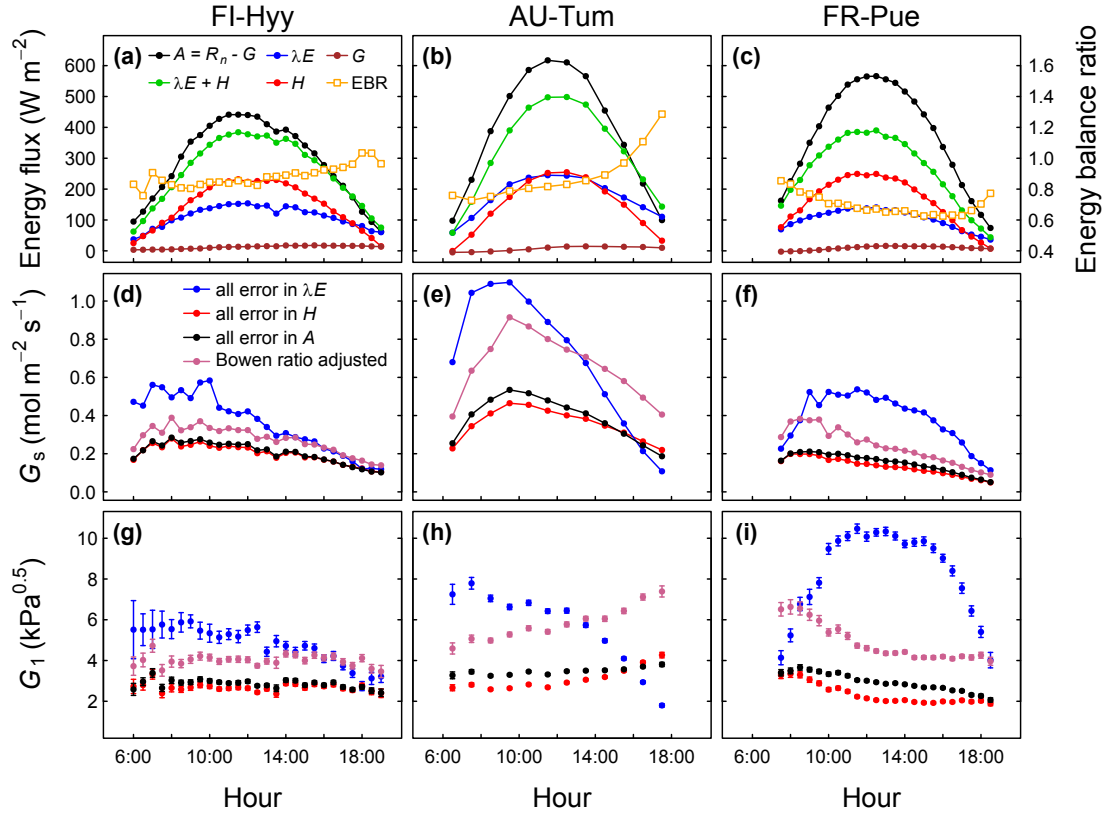 FI-Hyy AU-Tum FR-Pue
Energy flux (W m⁻²)
600
500
400
300
200
100
0
(a) A = Rₙ - G λE G
λE + H H EBR
(b)
(c)
1.6
1.4
1.2
1.0
0.8
0.6
0.4
Energy balance ratio
Gₛ (mol m⁻² s⁻¹)
1.0
0.8
0.6
0.4
0.2
0.0
(d) all error in λE
all error in H
all error in A
Bowen ratio adjusted
(e)
(f)
G₁ (kPa⁰·⁵)
10
8
6
4
2
(g)
(h)
(i)
6:00 10:00 14:00 18:00 6:00 10:00 14:00 18:00 6:00 10:00 14:00 18:00
Hour Hour Hour